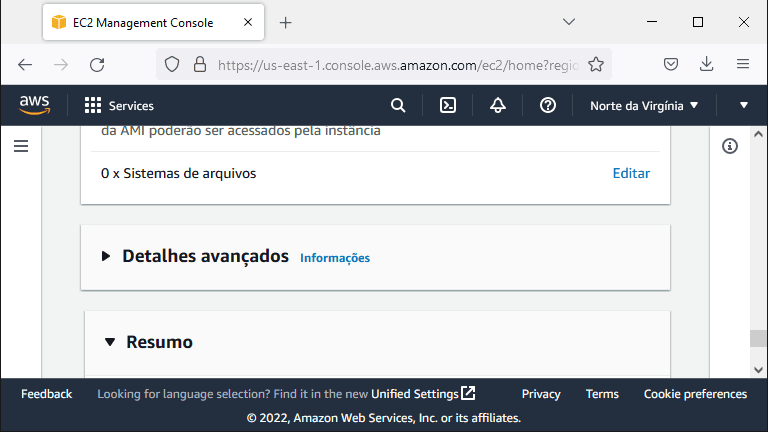 EC2 Management Console
https://us-east-1.console.aws.amazon.com/ec2/home?regio
aws
Services
Norte da Virgínia
da AMI poderão ser acessados pela instância
0 x Sistemas de arquivos
Editar
Detalhes avançados Informações
Resumo
Feedback
Looking for language selection? Find it in the new Unified Settings
Privacy
Terms
Cookie preferences
© 2022, Amazon Web Services, Inc. or its affiliates.